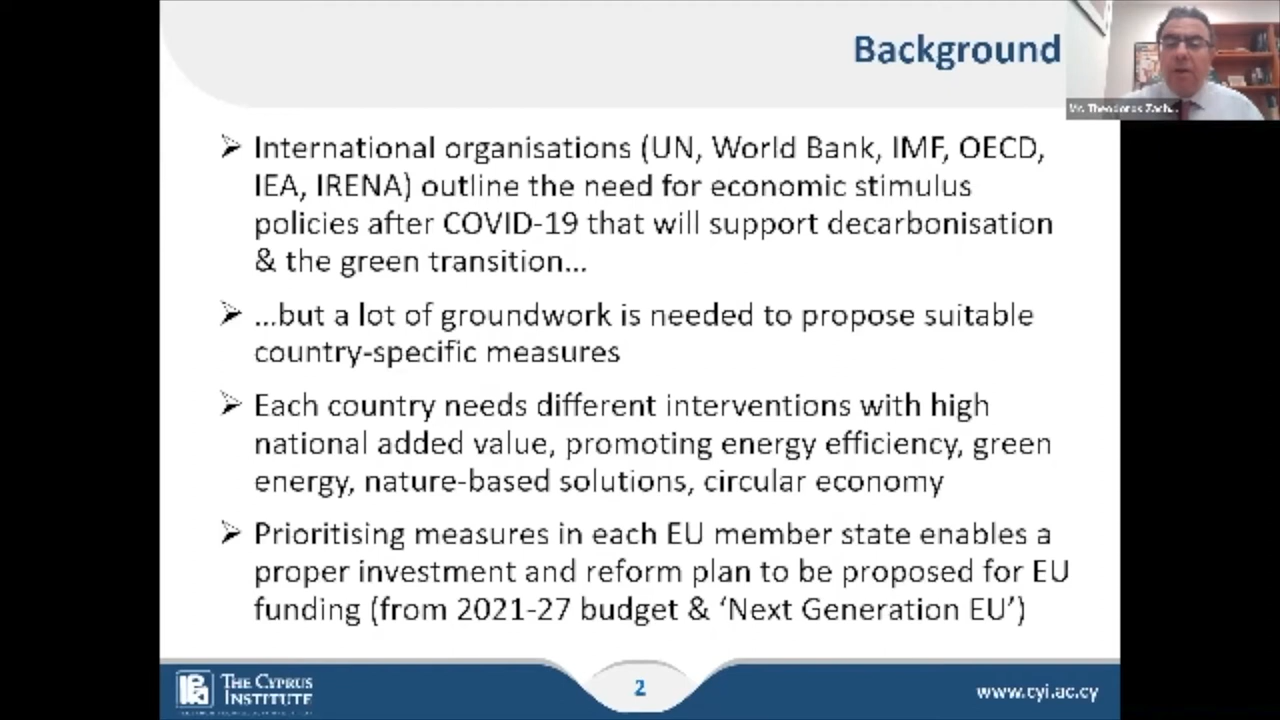 Background
Mr. Theodoros Zach...
➢ International organisations (UN, World Bank, IMF, OECD,
IEA, IRENA) outline the need for economic stimulus
policies after COVID-19 that will support decarbonisation
& the green transition...
➢ ...but a lot of groundwork is needed to propose suitable
country-specific measures
➢ Each country needs different interventions with high
national added value, promoting energy efficiency, green
energy, nature-based solutions, circular economy
➢ Prioritising measures in each EU member state enables a
proper investment and reform plan to be proposed for EU
funding (from 2021-27 budget & ‘Next Generation EU’)
THE CYPRUS
INSTITUTE
2
www.cyi.ac.cy